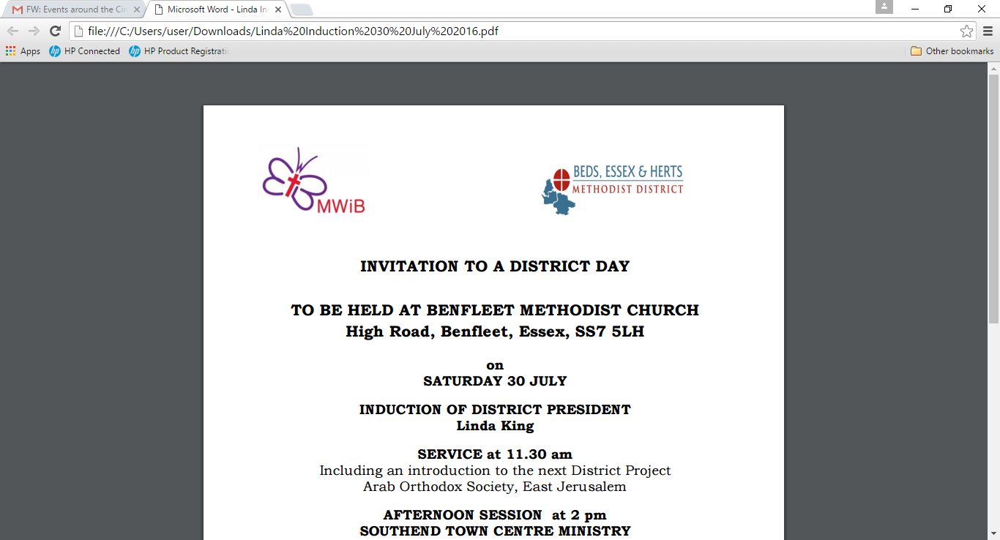 FW: Events around the Cir
Microsoft Word - Linda In
file:///C:/Users/user/Downloads/Linda%20Induction%2030%20July%202016.pdf
Apps
HP Connected
HP Product Registratio
Other bookmarks
MWiB
BEDS, ESSEX & HERTS
METHODIST DISTRICT
INVITATION TO A DISTRICT DAY
TO BE HELD AT BENFLEET METHODIST CHURCH
High Road, Benfleet, Essex, SS7 5LH
on
SATURDAY 30 JULY
INDUCTION OF DISTRICT PRESIDENT
Linda King
SERVICE at 11.30 am
Including an introduction to the next District Project
Arab Orthodox Society, East Jerusalem
AFTERNOON SESSION  at 2 pm
SOUTHEND TOWN CENTRE MINISTRY